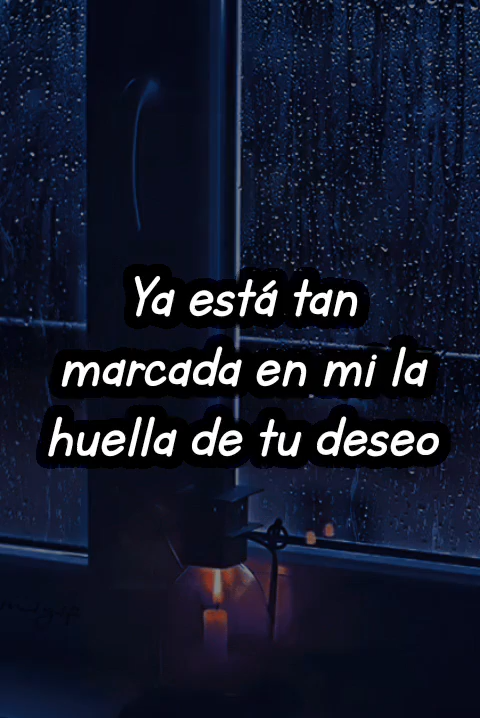 Ya está tan
marcada en mi la
huella de tu deseo